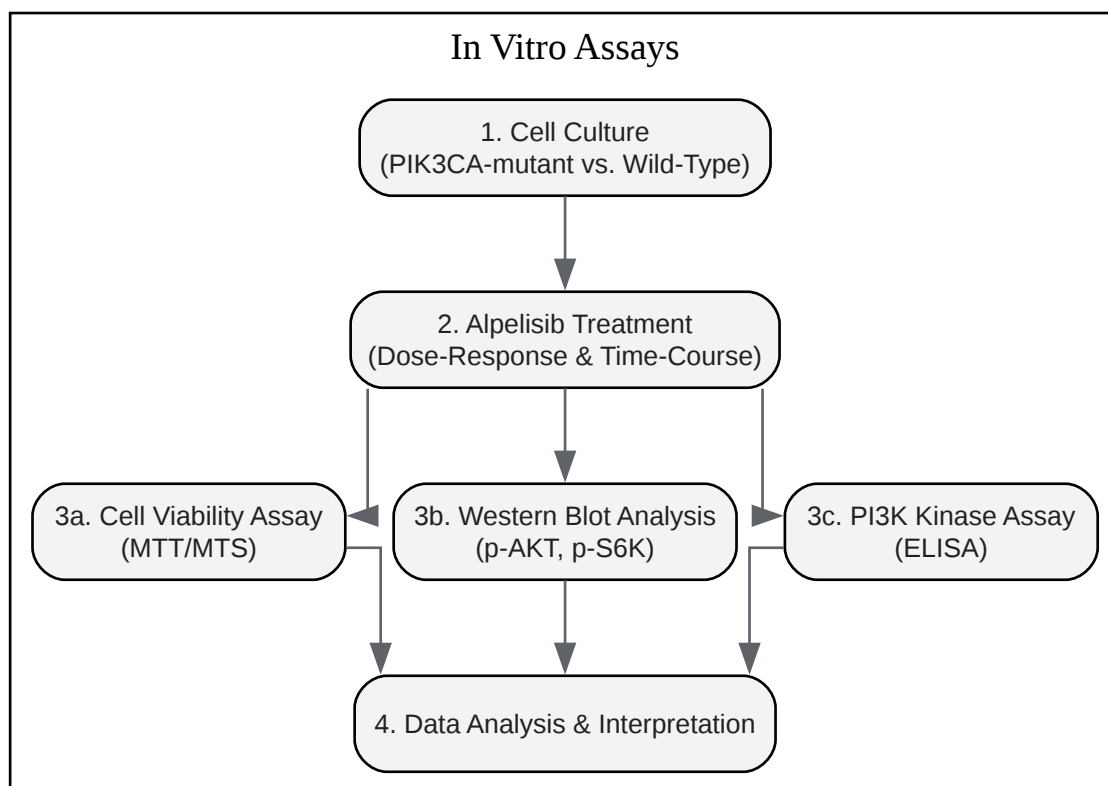 In Vitro Assays
1. Cell Culture
(PIK3CA-mutant vs. Wild-Type)
2. Alpelisib Treatment
(Dose-Response & Time-Course)
3a. Cell Viability Assay
(MTT/MTS)
3b. Western Blot Analysis
(p-AKT, p-S6K)
3c. PI3K Kinase Assay
(ELISA)
4. Data Analysis & Interpretation